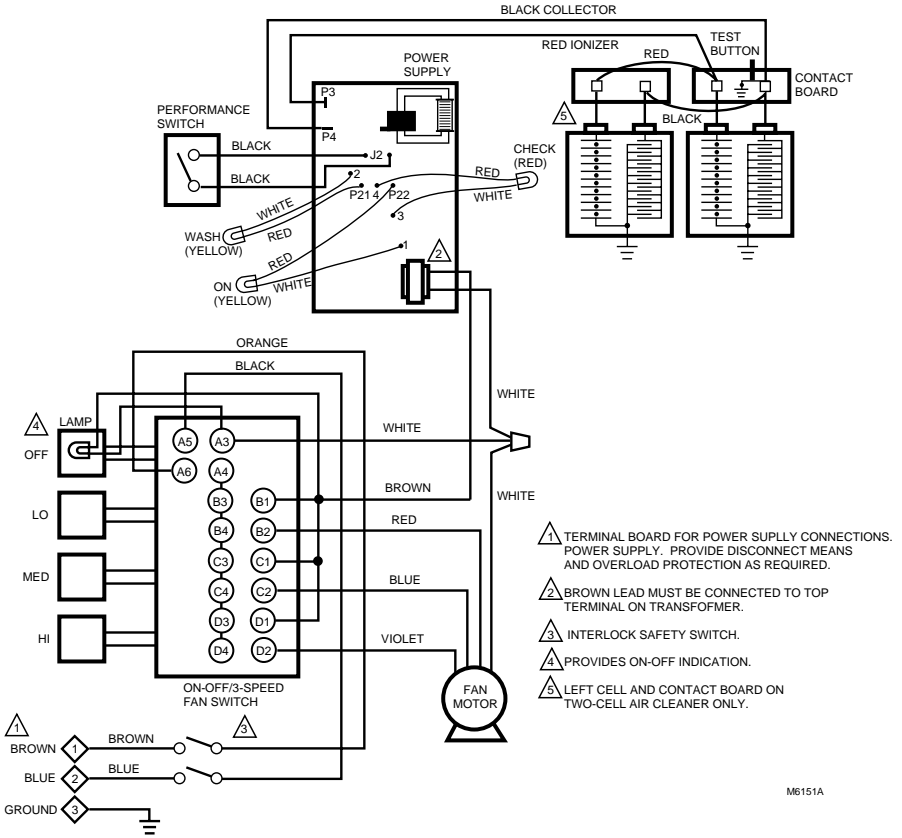 BLACK COLLECTOR
RED IONIZER
TEST
BUTTON
RED
POWER
SUPPLY
CONTACT
BOARD
P3
P4
5
BLACK
PERFORMANCE
SWITCH
BLACK
J2
BLACK
CHECK
(RED)
RED
WHITE
2
P21 4 P22
3
WHITE
RED
WASH
(YELLOW)
1
2
RED
WHITE
ON
(YELLOW)
ORANGE
BLACK
WHITE
4
LAMP
OFF
A5
A3
WHITE
A6
A4
BROWN
WHITE
LO
B3
B1
RED
B4
B2
MED
C3
C1
BLUE
C4
C2
HI
D3
D1
VIOLET
D4
D2
ON-OFF/3-SPEED
FAN SWITCH
FAN
MOTOR
1 TERMINAL BOARD FOR POWER SUPLLY CONNECTIONS.
POWER SUPPLY. PROVIDE DISCONNECT MEANS
AND OVERLOAD PROTECTION AS REQUIRED.
2 BROWN LEAD MUST BE CONNECTED TO TOP
TERMINAL ON TRANSFOMER.
3 INTERLOCK SAFETY SWITCH.
4 PROVIDES ON-OFF INDICATION.
5 LEFT CELL AND CONTACT BOARD ON
TWO-CELL AIR CLEANER ONLY.
1
3
BROWN 1 BROWN
BLUE 2 BLUE
GROUND 3
M6151A